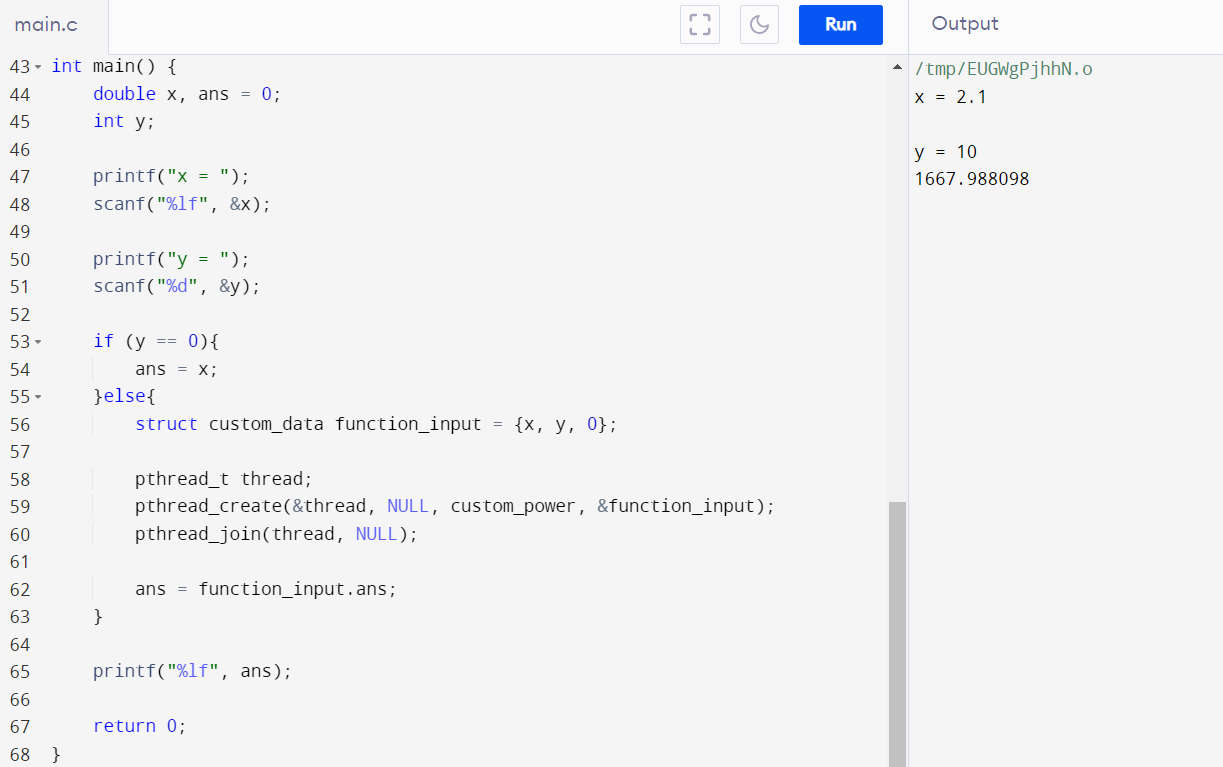 main.c
Run
Output
43 int main() {
44     double x, ans = 0;
45     int y;
46
47     printf("x = ");
48     scanf("%lf", &x);
49
50     printf("y = ");
51     scanf("%d", &y);
52
53     if (y == 0){
54         ans = x;
55     }else{
56         struct custom_data function_input = {x, y, 0};
57
58         pthread_t thread;
59         pthread_create(&thread, NULL, custom_power, &function_input);
60         pthread_join(thread, NULL);
61
62         ans = function_input.ans;
63     }
64
65     printf("%lf", ans);
66
67     return 0;
68 }
/tmp/EUGWgPjhhN.o
x = 2.1
y = 10
1667.988098